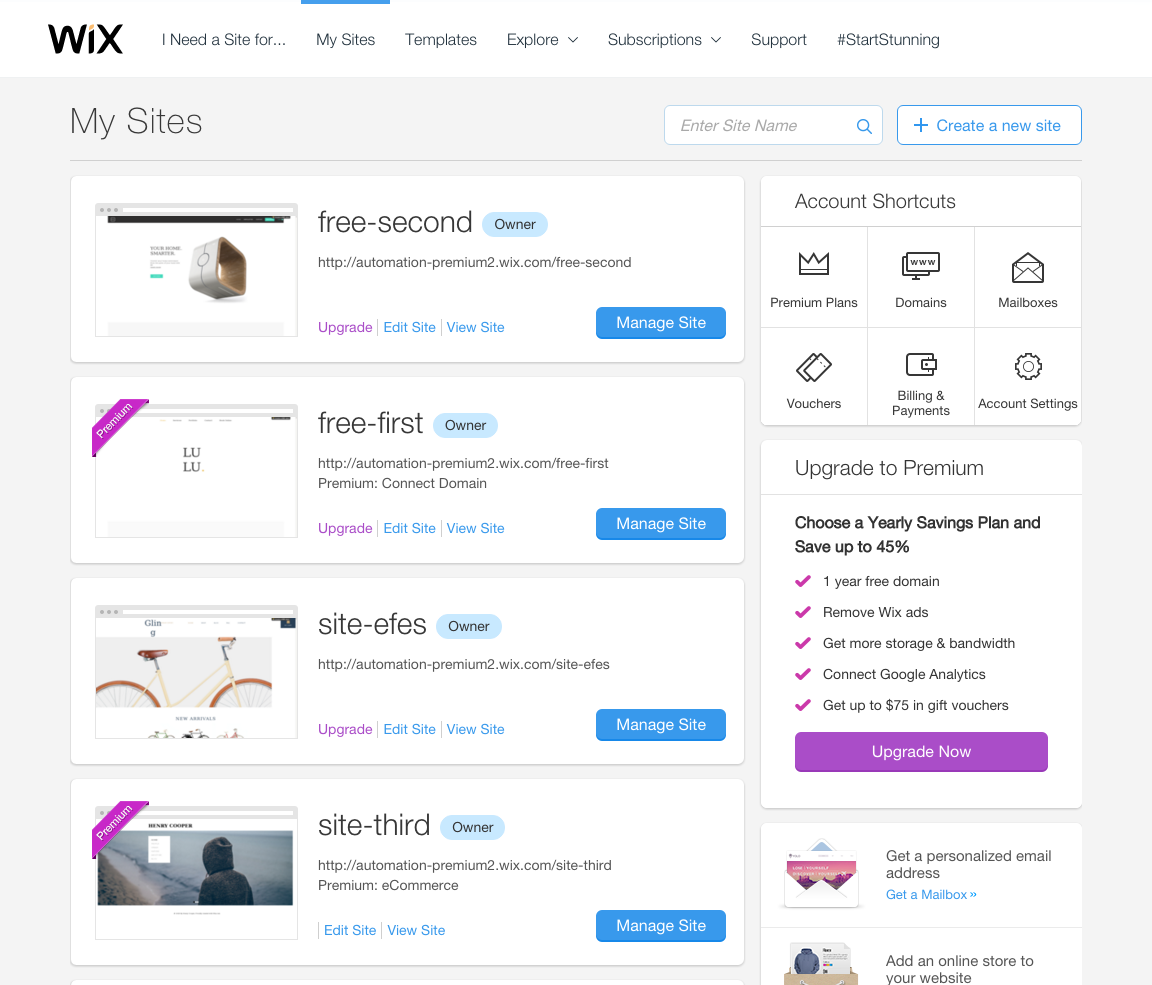 WiX
I Need a Site for... My Sites Templates Explore Subscriptions Support #StartStunning
My Sites
Enter Site Name
Create a new site
YOUR HOME.
SMARTER.
free-second Owner
http://automation-premium2.wix.com/free-second
Upgrade Edit Site View Site
Manage Site
Premium
LU
LU.
free-first Owner
http://automation-premium2.wix.com/free-first
Premium: Connect Domain
Upgrade Edit Site View Site
Manage Site
Glin
g
NEW ARRIVALS
site-efes Owner
http://automation-premium2.wix.com/site-efes
Upgrade Edit Site View Site
Manage Site
Premium
HENRY COOPER
site-third Owner
http://automation-premium2.wix.com/site-third
Premium: eCommerce
Edit Site View Site
Manage Site
Account Shortcuts
www
Premium Plans Domains Mailboxes
Vouchers
Billing &
Payments
Account Settings
Upgrade to Premium
Choose a Yearly Savings Plan and
Save up to 45%
1 year free domain
Remove Wix ads
Get more storage & bandwidth
Connect Google Analytics
Get up to $75 in gift vouchers
Upgrade Now
Get a personalized email
address
Get a Mailbox »
Add an online store to
your website